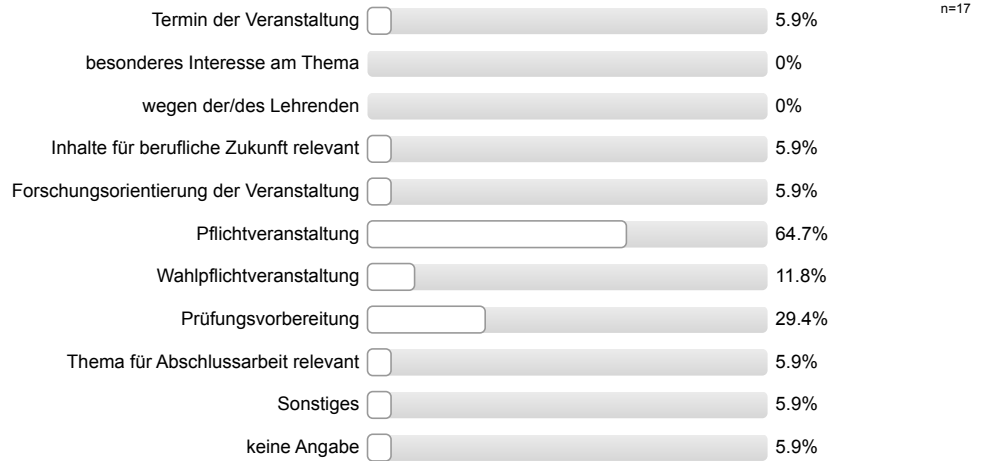 n=17
Termin der Veranstaltung 5.9%
besonderes Interesse am Thema 0%
wegen der/des Lehrenden 0%
Inhalte für berufliche Zukunft relevant 5.9%
Forschungsorientierung der Veranstaltung 5.9%
Pflichtveranstaltung 64.7%
Wahlpflichtveranstaltung 11.8%
Prüfungsvorbereitung 29.4%
Thema für Abschlussarbeit relevant 5.9%
Sonstiges 5.9%
keine Angabe 5.9%